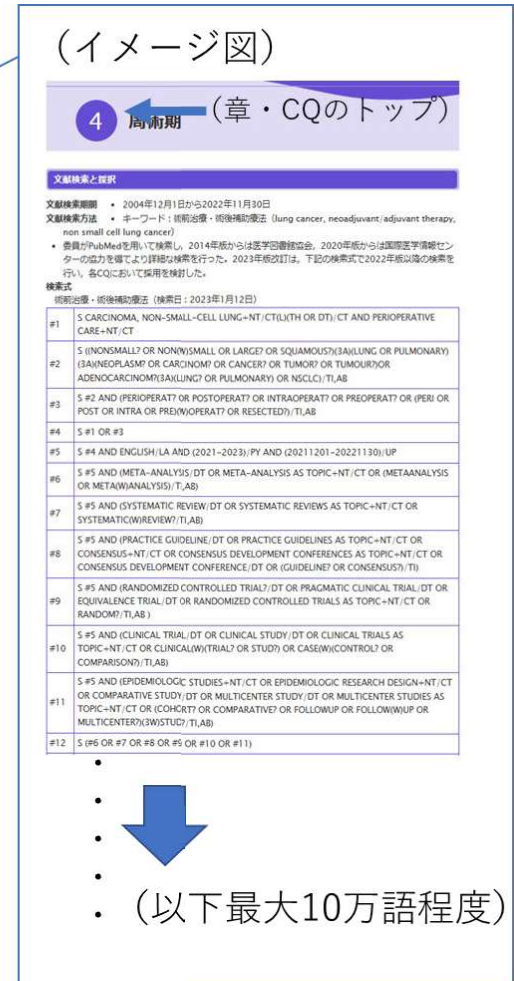 （イメージ図）
4 周術期
（章・CQのトップ）
文献検索と採択
文献検索期間 • 2004年12月1日から2022年11月30日
文献検索方法 • キーワード：術前治療・術後補助療法（lung cancer, neoadjuvant/adjuvant therapy,
non small cell lung cancer）
• 委員がPubMedを用いて検索し，2014年版からは医学図書館協会，2020年版からは国際医学情報セン
ターの協力を得てより詳細な検索を行った。2023年版改訂は，下記の検索式で2022年版以降の検索を
行い，各CQにおいて採用を検討した。
検索式
術前治療・術後補助療法（検索日：2023年1月12日）
#1 S CARCINOMA, NON-SMALL-CELL LUNG+NT/CT(L)(TH OR DT)/CT AND PERIOPERATIVE
CARE+NT/CT
#2 S ((NONSMALL? OR NON(W)SMALL OR LARGE? OR SQUAMOUS?)(3A)(LUNG OR PULMONARY)
(3A)(NEOPLASM? OR CARCINOM? OR CANCER? OR TUMOR? OR TUMOUR?)OR
ADENOCARCINOM?(3A)(LUNG? OR PULMONARY) OR NSCLC)/TI,AB
#3 S #2 AND (PERIOPERAT? OR POSTOPERAT? OR INTRAOPERAT? OR PREOPERAT? OR (PERI OR
POST OR INTRA OR PRE)(W)OPERAT? OR RESECTED?)/TI,AB
#4 S #1 OR #3
#5 S #4 AND ENGLISH/LA AND (2021-2023)/PY AND (20211201-20221130)/UP
#6 S #5 AND (META-ANALYSIS/DT OR META-ANALYSIS AS TOPIC+NT/CT OR (METAANALYSIS
OR META(W)ANALYSIS)/TI,AB)
#7 S #5 AND (SYSTEMATIC REVIEW/DT OR SYSTEMATIC REVIEWS AS TOPIC+NT/CT OR
SYSTEMATIC(W)REVIEW?/TI,AB)
#8 S #5 AND (PRACTICE GUIDELINE/DT OR PRACTICE GUIDELINES AS TOPIC+NT/CT OR
CONSENSUS+NT/CT OR CONSENSUS DEVELOPMENT CONFERENCES AS TOPIC+NT/CT OR
CONSENSUS DEVELOPMENT CONFERENCE/DT OR (GUIDELINE? OR CONSENSUS?)/TI)
#9 S #5 AND (RANDOMIZED CONTROLLED TRIAL?/DT OR PRAGMATIC CLINICAL TRIAL/DT OR
EQUIVALENCE TRIAL/DT OR RANDOMIZED CONTROLLED TRIALS AS TOPIC+NT/CT OR
RANDOM?/TI,AB )
#10 S #5 AND (CLINICAL TRIAL/DT OR CLINICAL STUDY/DT OR CLINICAL TRIALS AS
TOPIC+NT/CT OR CLINICAL(W)(TRIAL? OR STUD?) OR CASE(W)(CONTROL? OR
COMPARISON?)/TI,AB)
#11 S #5 AND (EPIDEMIOLOGIC STUDIES+NT/CT OR EPIDEMIOLOGIC RESEARCH DESIGN+NT/CT
OR COMPARATIVE STUDY/DT OR MULTICENTER STUDY/DT OR MULTICENTER STUDIES AS
TOPIC+NT/CT OR (COHORT? OR COMPARATIVE? OR FOLLOWUP OR FOLLOW(W)UP OR
MULTICENTER?)(3W)STUD?/TI,AB)
#12 S (#6 OR #7 OR #8 OR #9 OR #10 OR #11)
（以下最大10万語程度）